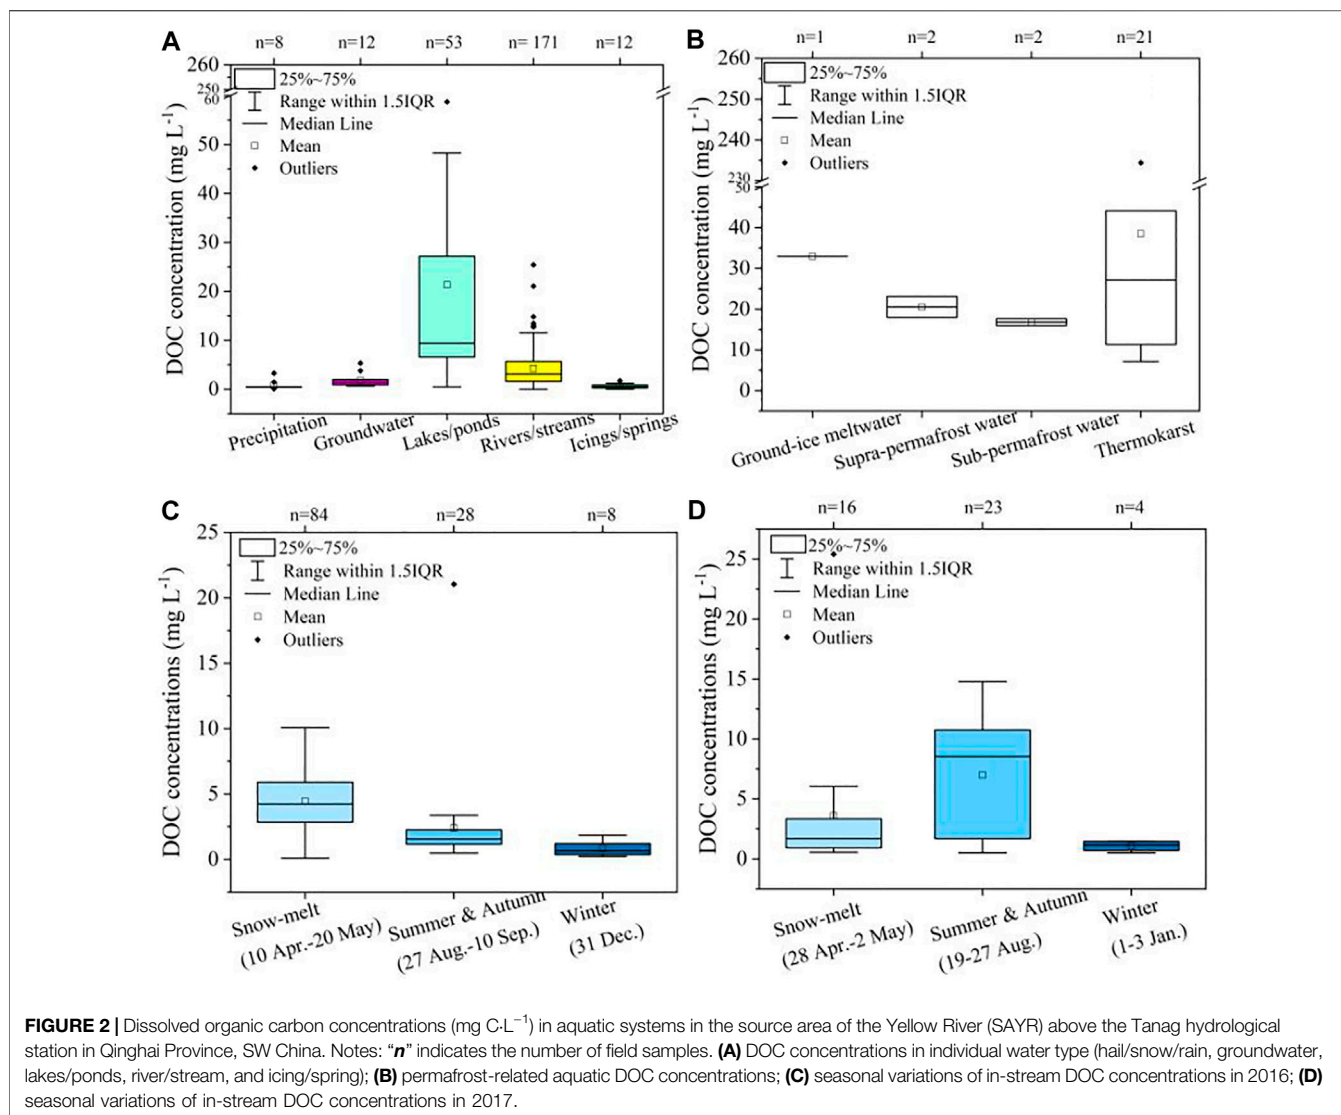 A
n=8 n=12 n=53 n= 171 n=12
260
250
60
50
40
30
20
10
0
DOC concentration (mg L⁻¹)
25%~75%
Range within 1.5IQR
Median Line
Mean
Outliers
Precipitation Groundwater Lakes/ponds Rivers/streams Icings/springs
B
n=1 n=2 n=2 n=21
260
250
240
230
50
40
30
20
10
0
DOC concentration (mg L⁻¹)
25%~75%
Range within 1.5IQR
Median Line
Mean
Outliers
Ground-ice meltwater Supra-permafrost water Sub-permafrost water Thermokarst
C
n=84 n=28 n=8
25
20
15
10
5
0
DOC concentrations (mg L⁻¹)
25%~75%
Range within 1.5IQR
Median Line
Mean
Outliers
Snow-melt
(10 Apr.-20 May)
Summer & Autumn
(27 Aug.-10 Sep.)
Winter
(31 Dec.)
D
n=16 n=23 n=4
25
20
15
10
5
0
DOC concentrations (mg L⁻¹)
25%~75%
Range within 1.5IQR
Median Line
Mean
Outliers
Snow-melt
(28 Apr.-2 May)
Summer & Autumn
(19-27 Aug.)
Winter
(1-3 Jan.)
FIGURE 2 | Dissolved organic carbon concentrations (mg C·L⁻¹) in aquatic systems in the source area of the Yellow River (SAYR) above the Tanag hydrological
station in Qinghai Province, SW China. Notes: “n” indicates the number of field samples. (A) DOC concentrations in individual water type (hail/snow/rain, groundwater,
lakes/ponds, river/stream, and icing/spring); (B) permafrost-related aquatic DOC concentrations; (C) seasonal variations of in-stream DOC concentrations in 2016; (D)
seasonal variations of in-stream DOC concentrations in 2017.